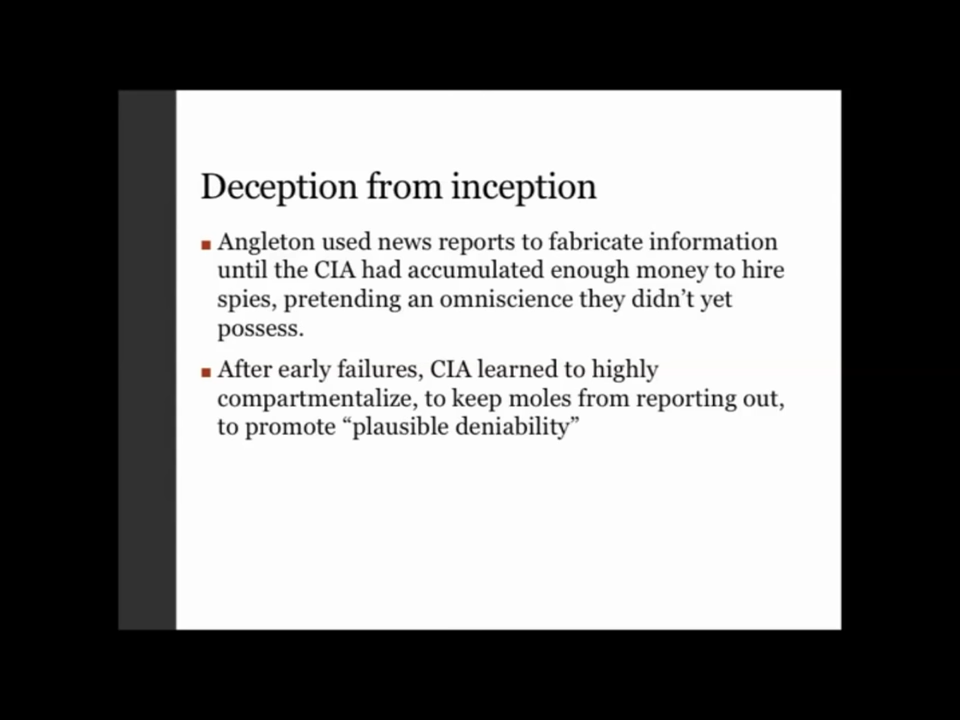 Deception from inception
Angleton used news reports to fabricate information
until the CIA had accumulated enough money to hire
spies, pretending an omniscience they didn’t yet
possess.
After early failures, CIA learned to highly
compartmentalize, to keep moles from reporting out,
to promote “plausible deniability”